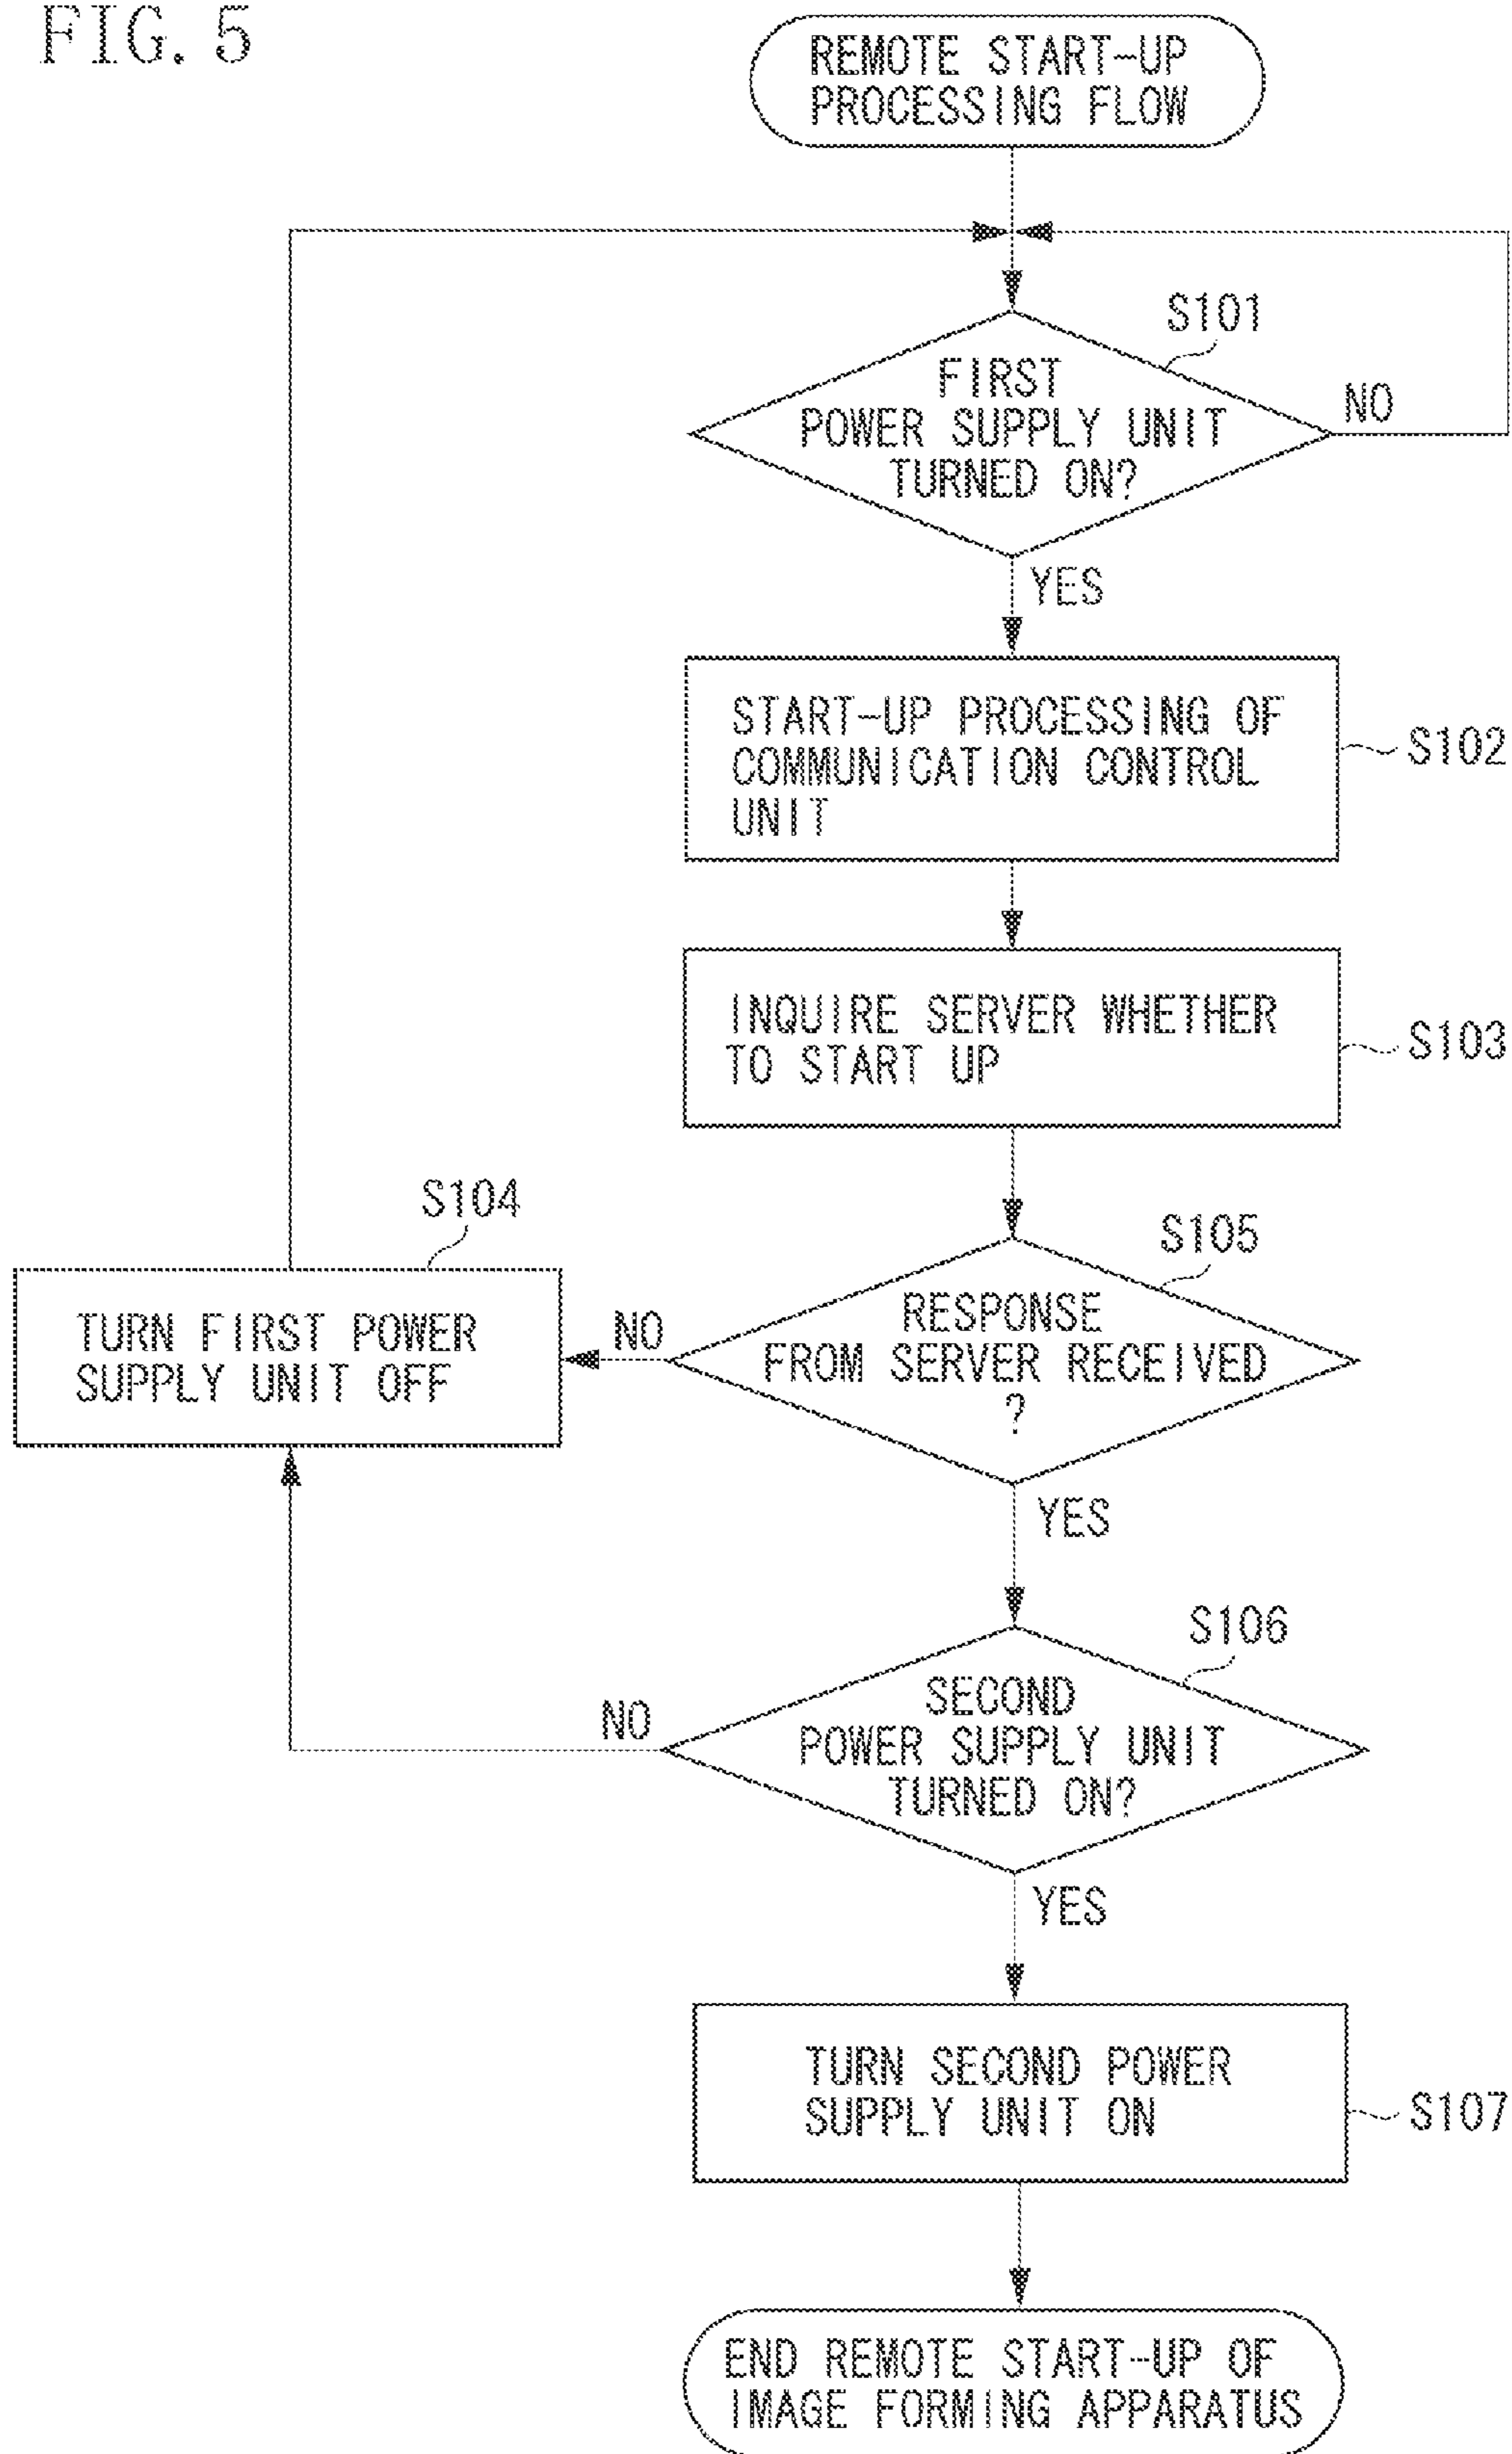 FIG. 5
REMOTE START-UP
PROCESSING FLOW
S101
FIRST
POWER SUPPLY UNIT
TURNED ON?
NO
YES
START-UP PROCESSING OF
COMMUNICATION CONTROL
UNIT
S102
INQUIRE SERVER WHETHER
TO START UP
S103
S104
TURN FIRST POWER
SUPPLY UNIT OFF
NO
S105
RESPONSE
FROM SERVER RECEIVED
?
YES
S106
NO
SECOND
POWER SUPPLY UNIT
TURNED ON?
YES
TURN SECOND POWER
SUPPLY UNIT ON
S107
END REMOTE START-UP OF
IMAGE FORMING APPARATUS